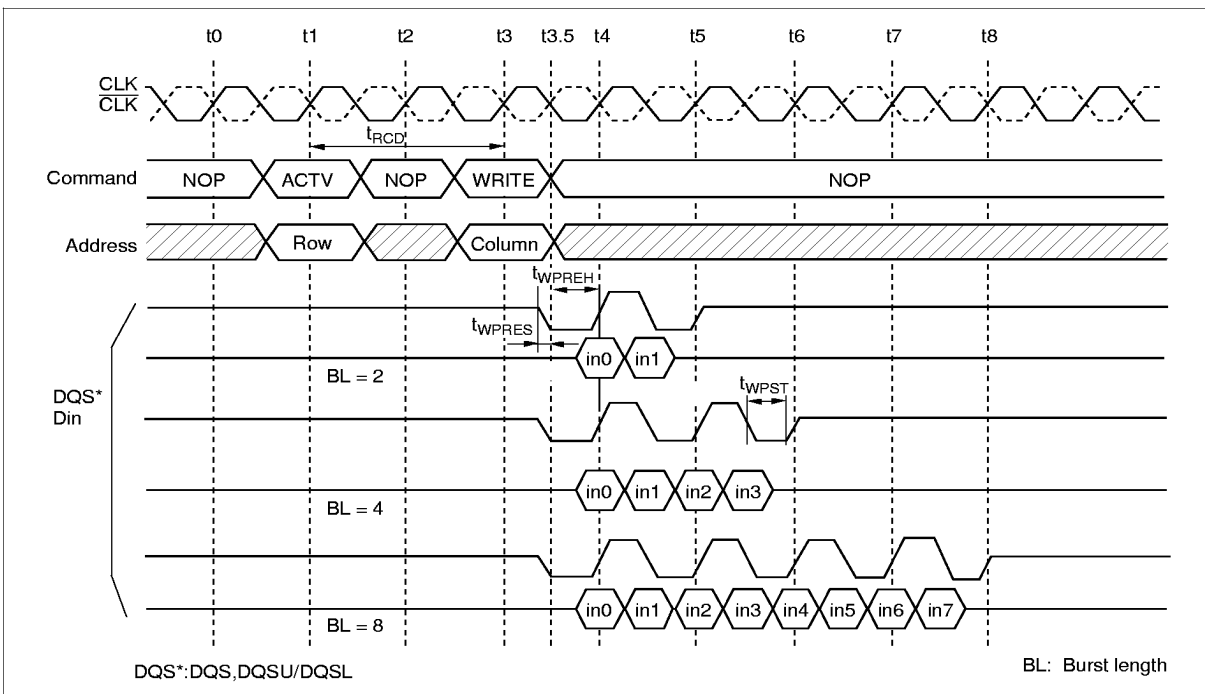 t0 t1 t2 t3 t3.5 t4 t5 t6 t7 t8
CLK
CLK
tRCD
Command NOP ACTV NOP WRITE NOP
Address Row Column
tWPREH
tWPRES
in0 in1
BL = 2
DQS*
Din
tWPST
in0 in1 in2 in3
BL = 4
in0 in1 in2 in3 in4 in5 in6 in7
BL = 8
DQS*:DQS,DQSU/DQSL
BL: Burst length